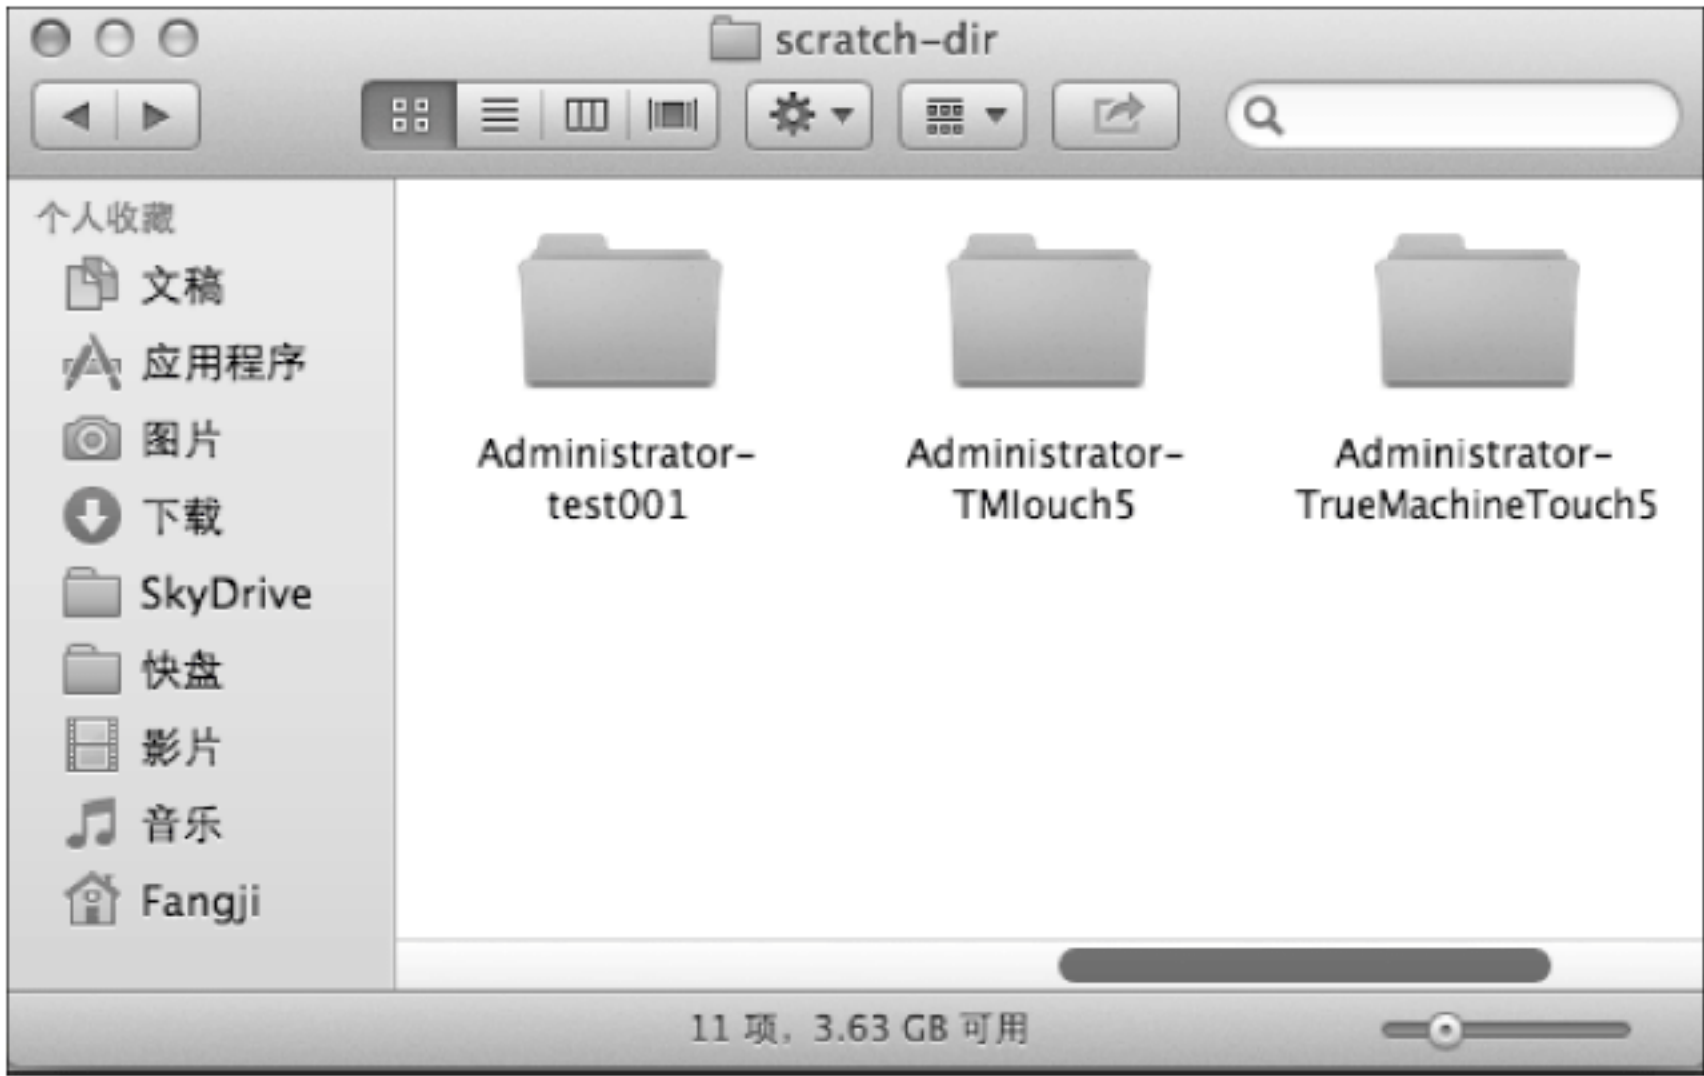 scratch-dir
个人收藏
文稿
应用程序
图片
下载
SkyDrive
快盘
影片
音乐
Fangji
Administrator-
test001
Administrator-
TMIouch5
Administrator-
TrueMachineTouch5
11 项，3.63 GB 可用